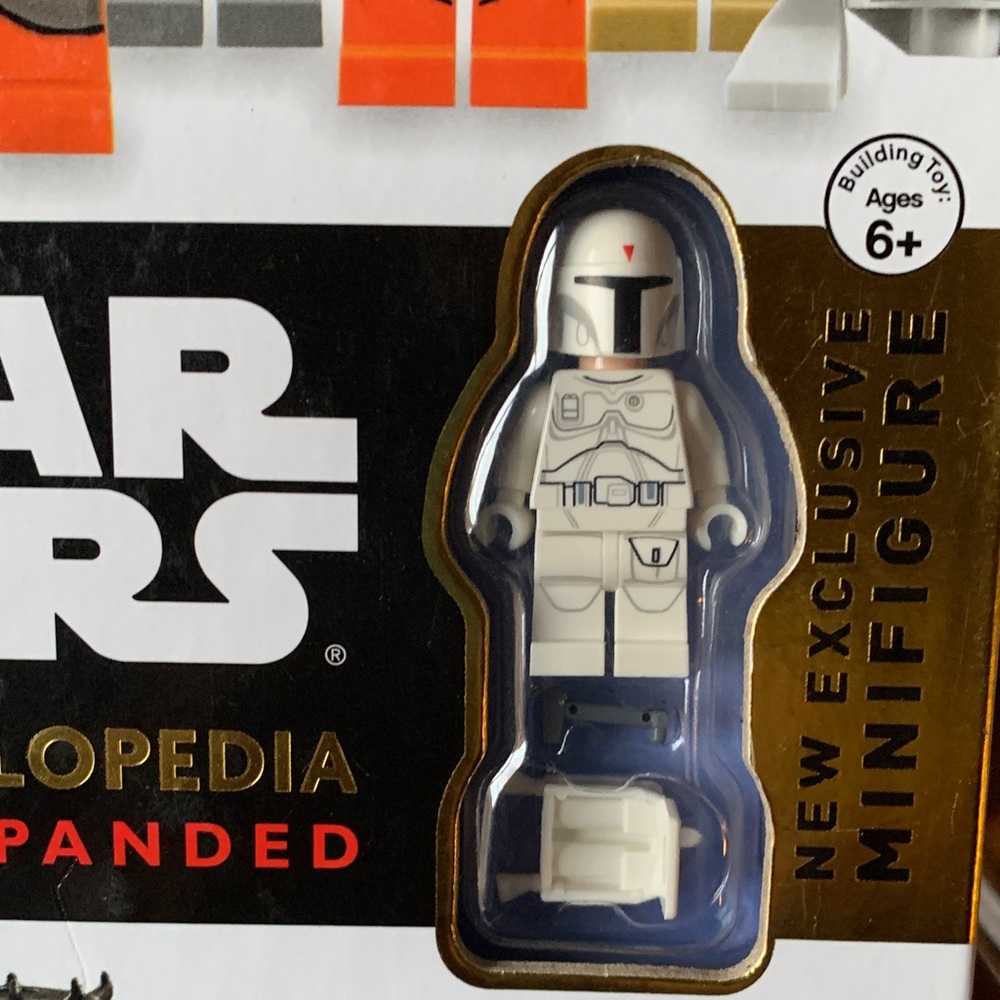 Building Toy:
Ages
6+
AR
RS®
LOPEDIA
PANDED
NEW EXCLUSIVE
MINIFIGURE